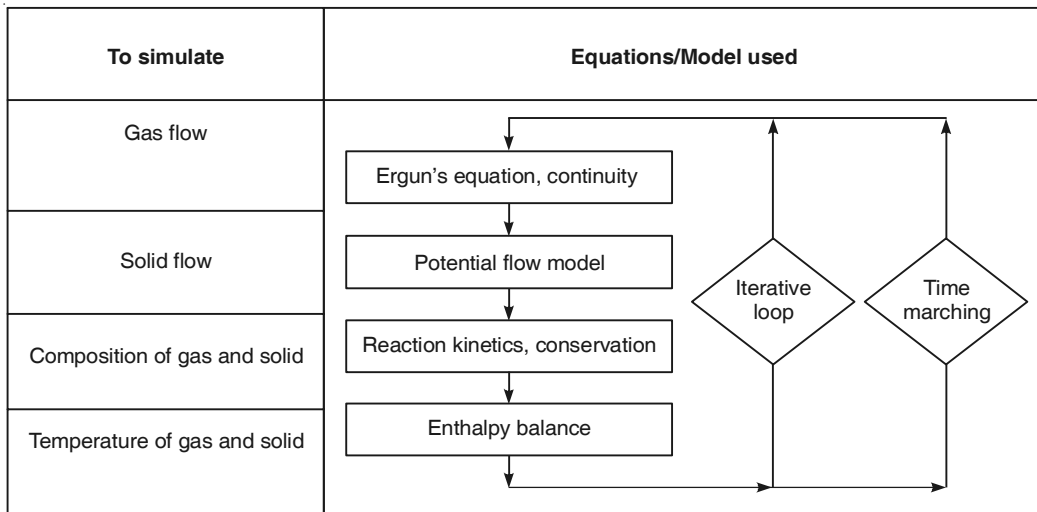 To simulate
Equations/Model used
Gas flow
Ergun's equation, continuity
Solid flow
Potential flow model
Iterative
loop
Time
marching
Composition of gas and solid
Reaction kinetics, conservation
Temperature of gas and solid
Enthalpy balance